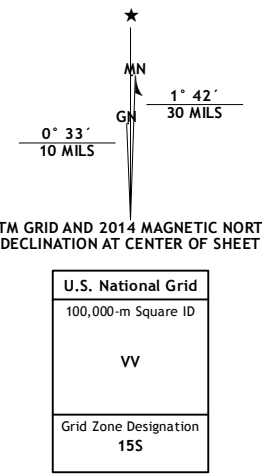 MN
1° 42´
30 MILS
GN
0° 33´
10 MILS
TM GRID AND 2014 MAGNETIC NORT
DECLINATION AT CENTER OF SHEET
U.S. National Grid
100,000-m Square ID
VV
Grid Zone Designation
15S